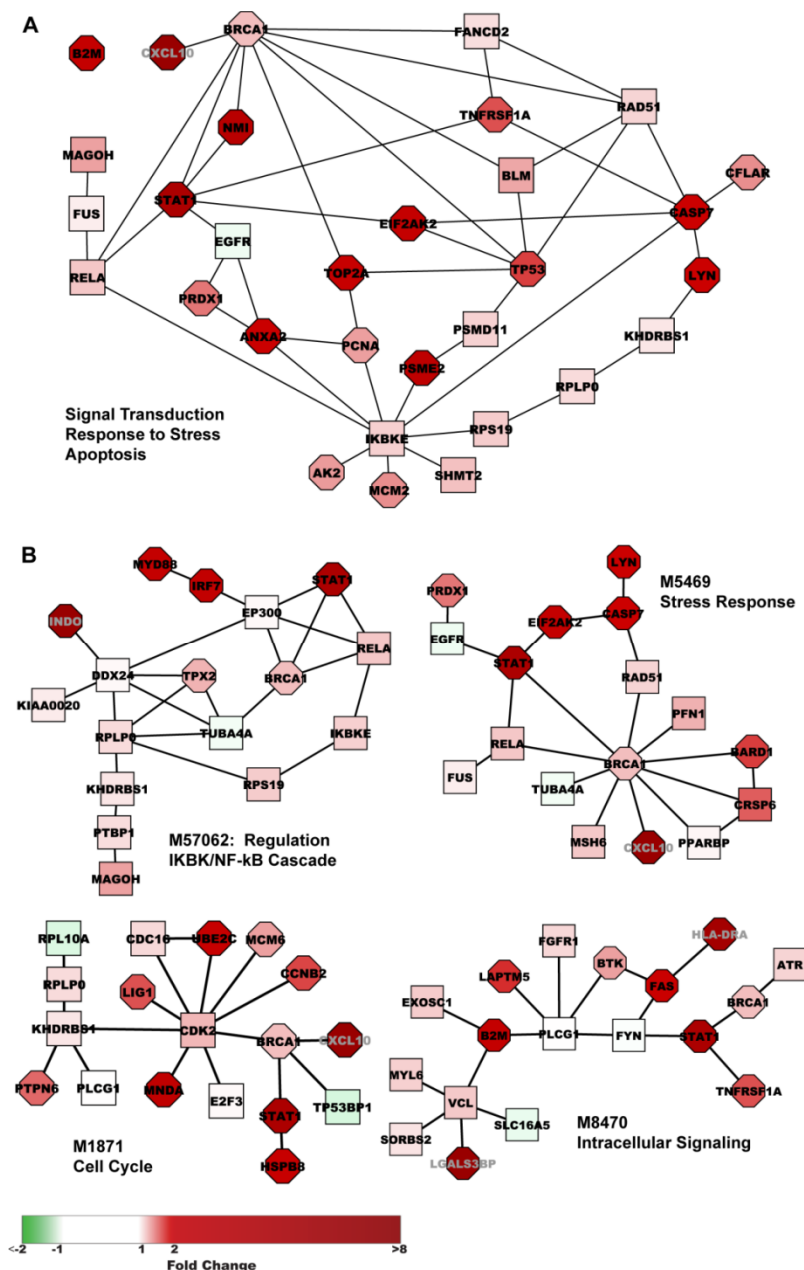 A
BRCA1
FANCD2
B2M
CXCL10
RAD51
TNFRSF1A
NMI
MAGOH
BLM
CFLAR
STAT1
FUS
EIF2AK2
CASP7
EGFR
RELA
TOP2A
TP53
LYN
PRDX1
PSMD11
KHDRBS1
ANXA2
PCNA
PSME2
RPLP0
Signal Transduction
Response to Stress
Apoptosis
IKBKE
RPS19
AK2
SHMT2
MCM2
B
MYD88
IRF7
STAT1
INDO
EP300
RELA
DDX24
TPX2
BRCA1
KIAA0020
RPLP0
TUBA4A
IKBKE
KHDRBS1
RPS19
PTBP1
MAGOH
M57062: Regulation
IKBK/NF-kB Cascade
LYN
M5469
Stress Response
PRDX1
EGFR
EIF2AK2
CASP7
STAT1
RAD51
PFN1
RELA
BRCA1
BARD1
FUS
TUBA4A
CRSP6
MSH6
CXCL10
PPARBP
RPL10A
CDC16
UBE2C
MCM6
RPLP0
LIG1
CCNB2
KHDRBS1
CDK2
BRCA1
CXCL10
PTPN6
PLCG1
MNDA
E2F3
TP53BP1
STAT1
HSPB8
M1871
Cell Cycle
FGFR1
HLA-DRA
LAPTM5
BTK
FAS
ATR
EXOSC1
BRCA1
B2M
PLCG1
FYN
STAT1
MYL6
VCL
TNFRSF1A
SORBS2
SLC16A5
LGALS3BP
M8470
Intracellular Signaling
<-2 -1 1 2 >8
Fold Change